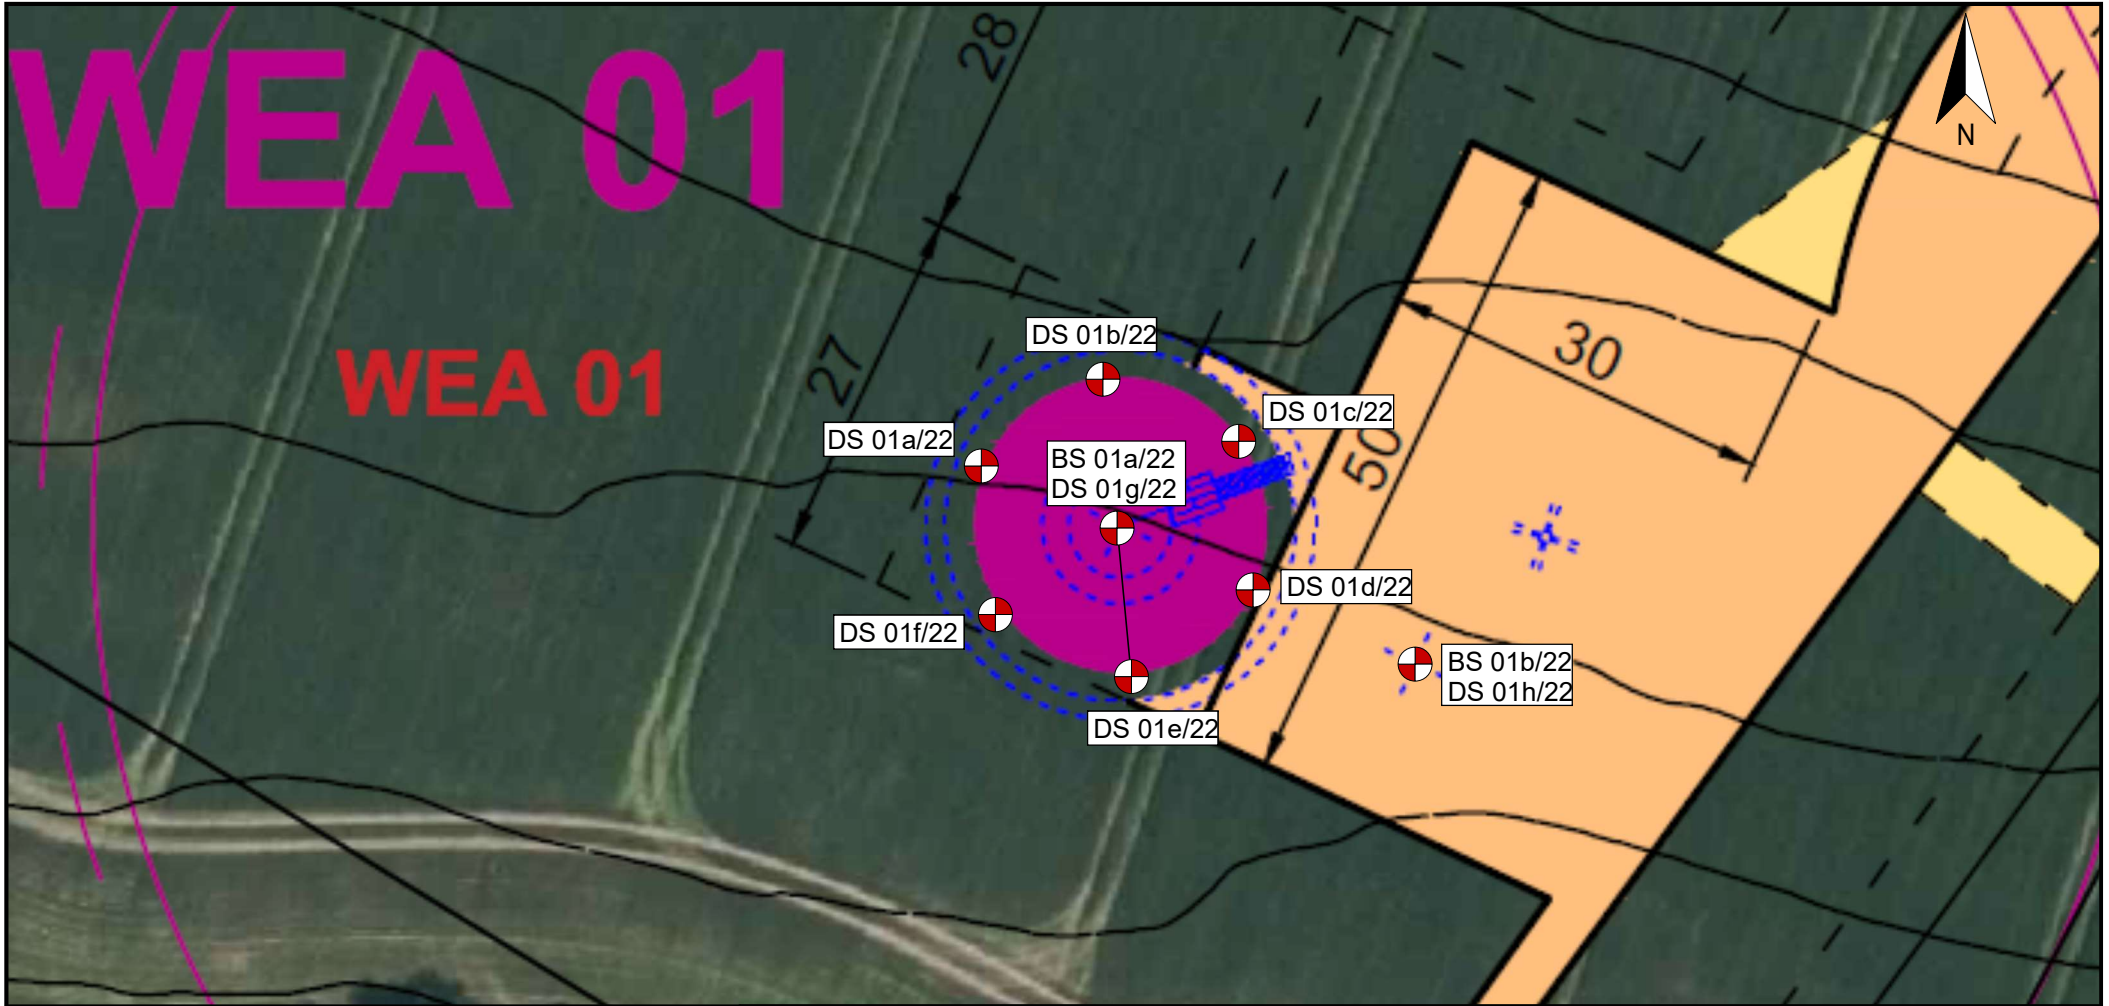 WEA 01
28
N
DS 01b/22
30
27
WEA 01
DS 01c/22
DS 01a/22
50
BS 01a/22
DS 01g/22
DS 01d/22
DS 01f/22
BS 01b/22
DS 01h/22
DS 01e/22